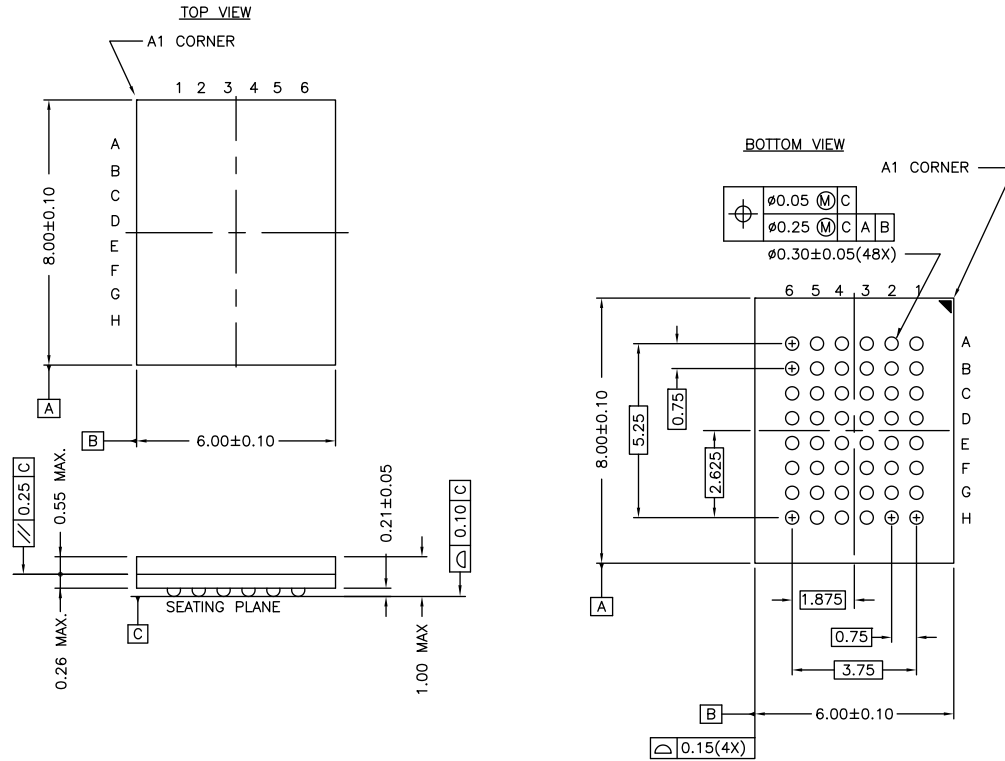 TOP VIEW
A1 CORNER
1 2 3 4 5 6
A
B
C
D
E
F
G
H
8.00±0.10
A
B
6.00±0.10
// 0.25 C
0.55 MAX.
0.26 MAX.
0.21±0.05
⌓ 0.10 C
1.00 MAX
SEATING PLANE
C
BOTTOM VIEW
A1 CORNER
⌀0.05 Ⓜ C
⌀0.25 Ⓜ C A B
⌀0.30±0.05(48X)
6 5 4 3 2 1
A
B
C
D
E
F
G
H
8.00±0.10
5.25
0.75
2.625
A
1.875
0.75
3.75
B
6.00±0.10
⌓ 0.15(4X)